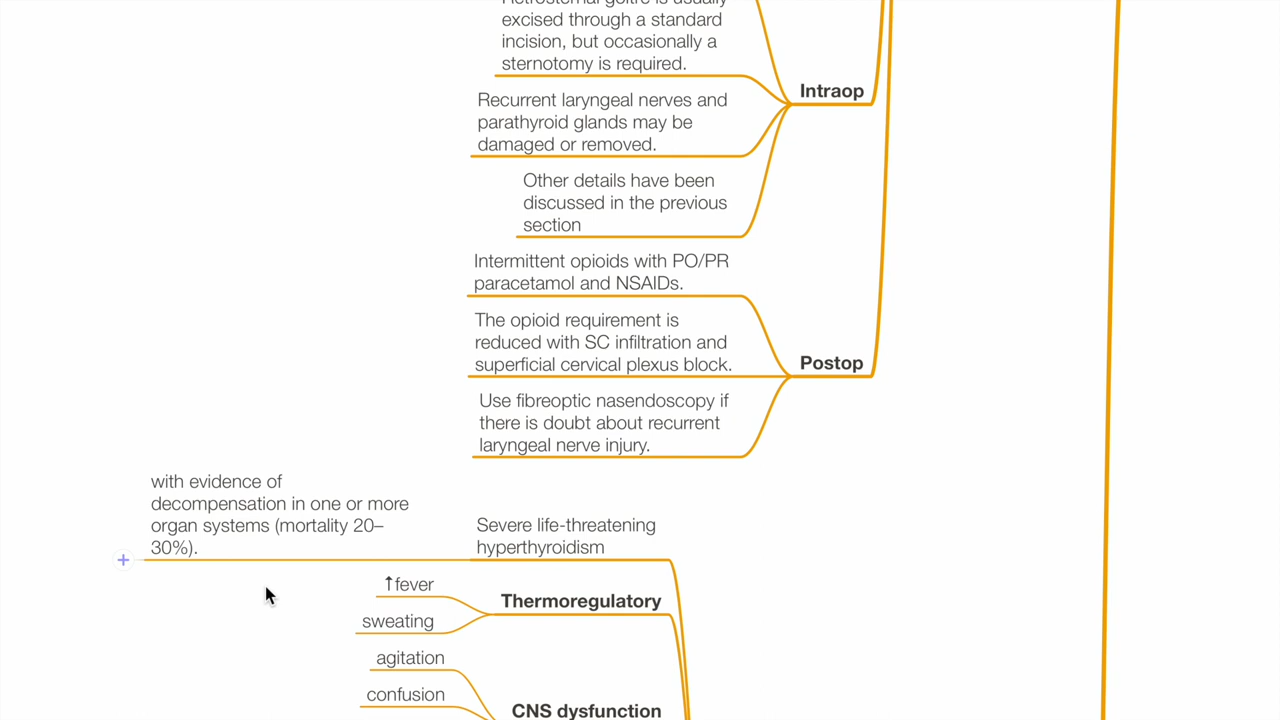 Retrosternal goitre is usually
excised through a standard
incision, but occasionally a
sternotomy is required.
Intraop
Recurrent laryngeal nerves and
parathyroid glands may be
damaged or removed.
Other details have been
discussed in the previous
section
Intermittent opioids with PO/PR
paracetamol and NSAIDs.
The opioid requirement is
reduced with SC infiltration and
superficial cervical plexus block.
Postop
Use fibreoptic nasendoscopy if
there is doubt about recurrent
laryngeal nerve injury.
with evidence of
decompensation in one or more
organ systems (mortality 20–
30%).
Severe life-threatening
hyperthyroidism
↑fever
Thermoregulatory
sweating
agitation
confusion
CNS dysfunction